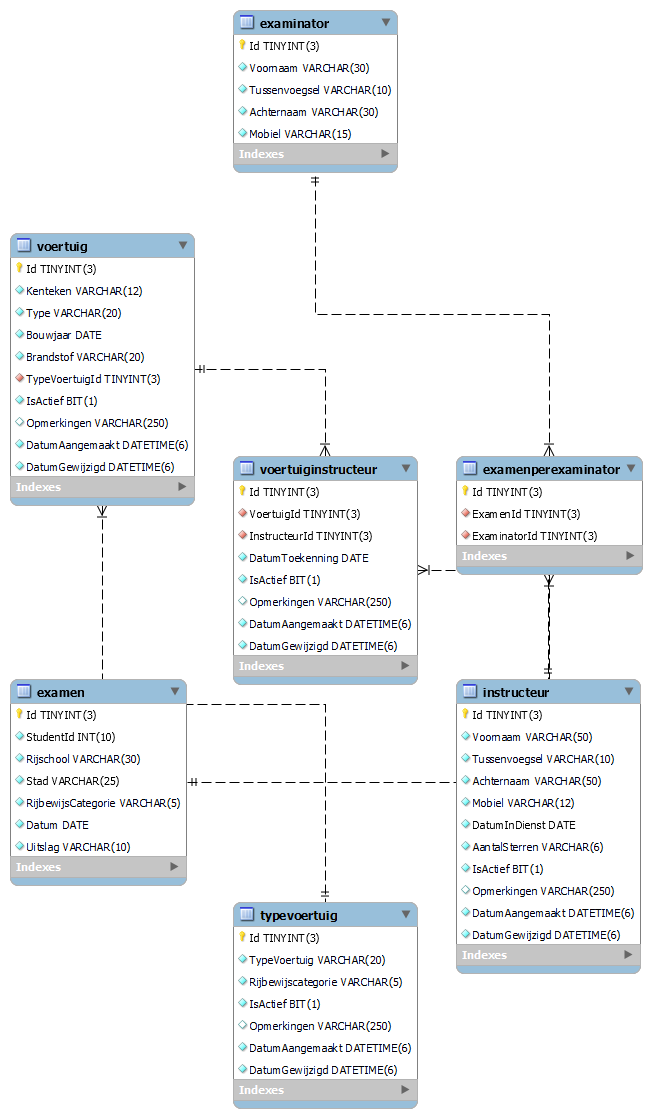 examinator
Id TINYINT(3)
Voornaam VARCHAR(30)
Tussenvoegsel VARCHAR(10)
Achternaam VARCHAR(30)
Mobiel VARCHAR(15)
Indexes
voertuig
Id TINYINT(3)
Kenteken VARCHAR(12)
Type VARCHAR(20)
Bouwjaar DATE
Brandstof VARCHAR(20)
TypeVoertuigId TINYINT(3)
IsActief BIT(1)
Opmerkingen VARCHAR(250)
DatumAangemaakt DATETIME(6)
DatumGewijzigd DATETIME(6)
Indexes
voertuiginstructeur
Id TINYINT(3)
VoertuigId TINYINT(3)
InstructeurId TINYINT(3)
DatumToekenning DATE
IsActief BIT(1)
Opmerkingen VARCHAR(250)
DatumAangemaakt DATETIME(6)
DatumGewijzigd DATETIME(6)
Indexes
examenperexaminator
Id TINYINT(3)
ExamenId TINYINT(3)
ExaminatorId TINYINT(3)
Indexes
examen
Id TINYINT(3)
StudentId INT(10)
Rijschool VARCHAR(30)
Stad VARCHAR(25)
RijbewijsCategorie VARCHAR(5)
Datum DATE
Uitslag VARCHAR(10)
Indexes
instructeur
Id TINYINT(3)
Voornaam VARCHAR(50)
Tussenvoegsel VARCHAR(10)
Achternaam VARCHAR(50)
Mobiel VARCHAR(12)
DatumInDienst DATE
AantalSterren VARCHAR(6)
IsActief BIT(1)
Opmerkingen VARCHAR(250)
DatumAangemaakt DATETIME(6)
DatumGewijzigd DATETIME(6)
Indexes
typevoertuig
Id TINYINT(3)
TypeVoertuig VARCHAR(20)
Rijbewijscategorie VARCHAR(5)
IsActief BIT(1)
Opmerkingen VARCHAR(250)
DatumAangemaakt DATETIME(6)
DatumGewijzigd DATETIME(6)
Indexes